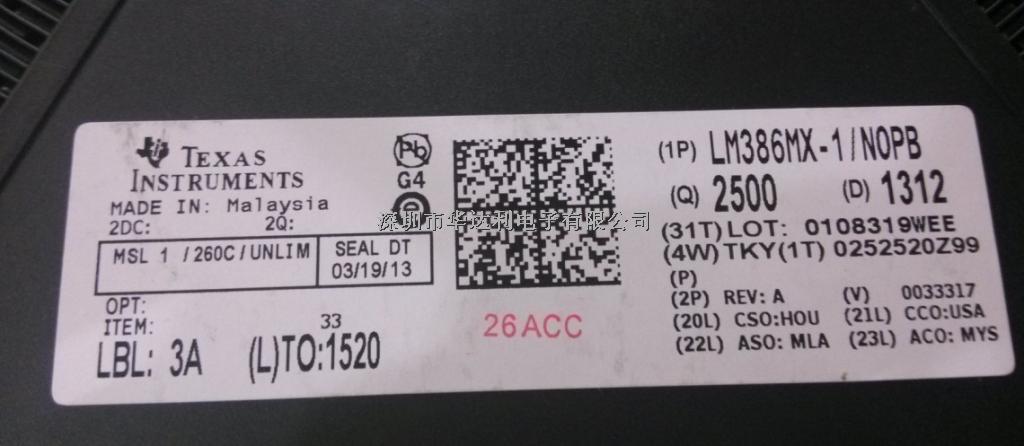 TEXAS
INSTRUMENTS
MADE IN: Malaysia
2DC: 2Q:
MSL 1 /260C/UNLIM
SEAL DT
03/19/13
OPT:
ITEM:
33
LBL: 3A (L)TO:1520
Pb
G4
深圳市华达利电子有限公司
26ACC
(1P) LM386MX-1/NOPB
(Q) 2500 (D) 1312
(31T) LOT: 0108319WEE
(4W) TKY(1T) 0252520Z99
(P)
(2P) REV: A (V) 0033317
(20L) CSO:HOU (21L) CCO:USA
(22L) ASO: MLA (23L) ACO: MYS